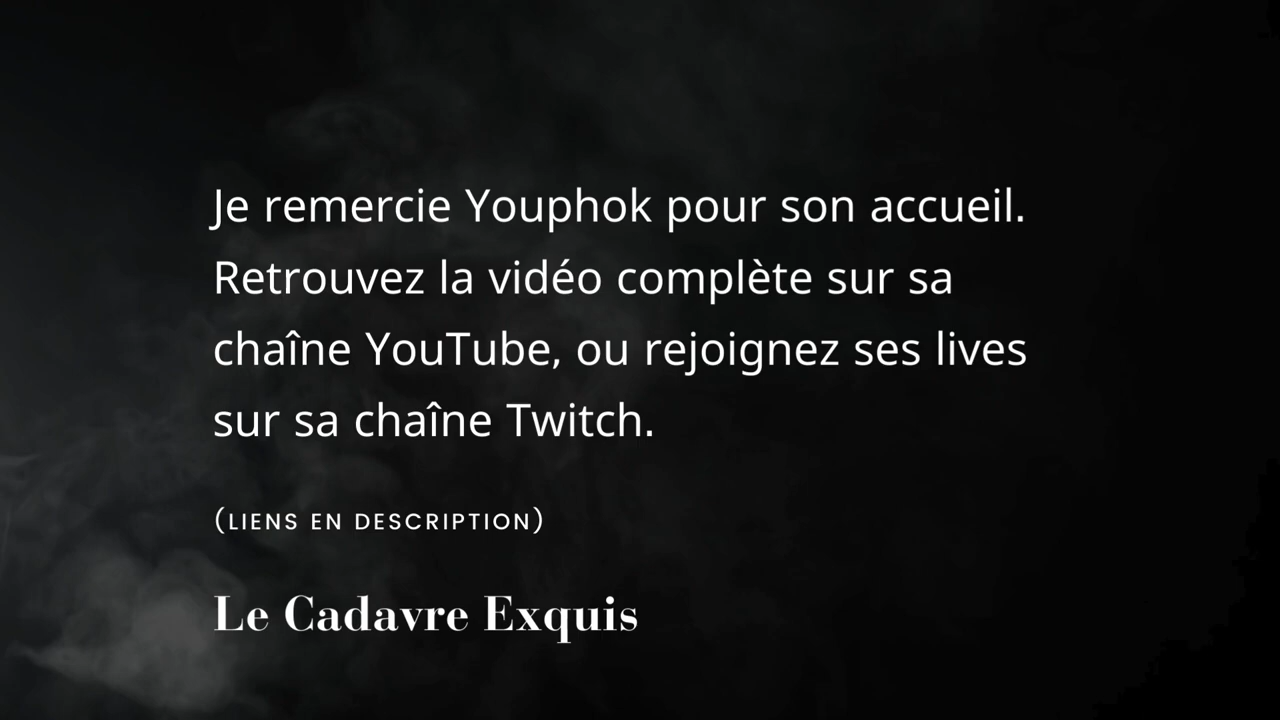 Je remercie Youphok pour son accueil.
Retrouvez la vidéo complète sur sa
chaîne YouTube, ou rejoignez ses lives
sur sa chaîne Twitch.
(LIENS EN DESCRIPTION)
Le Cadavre Exquis